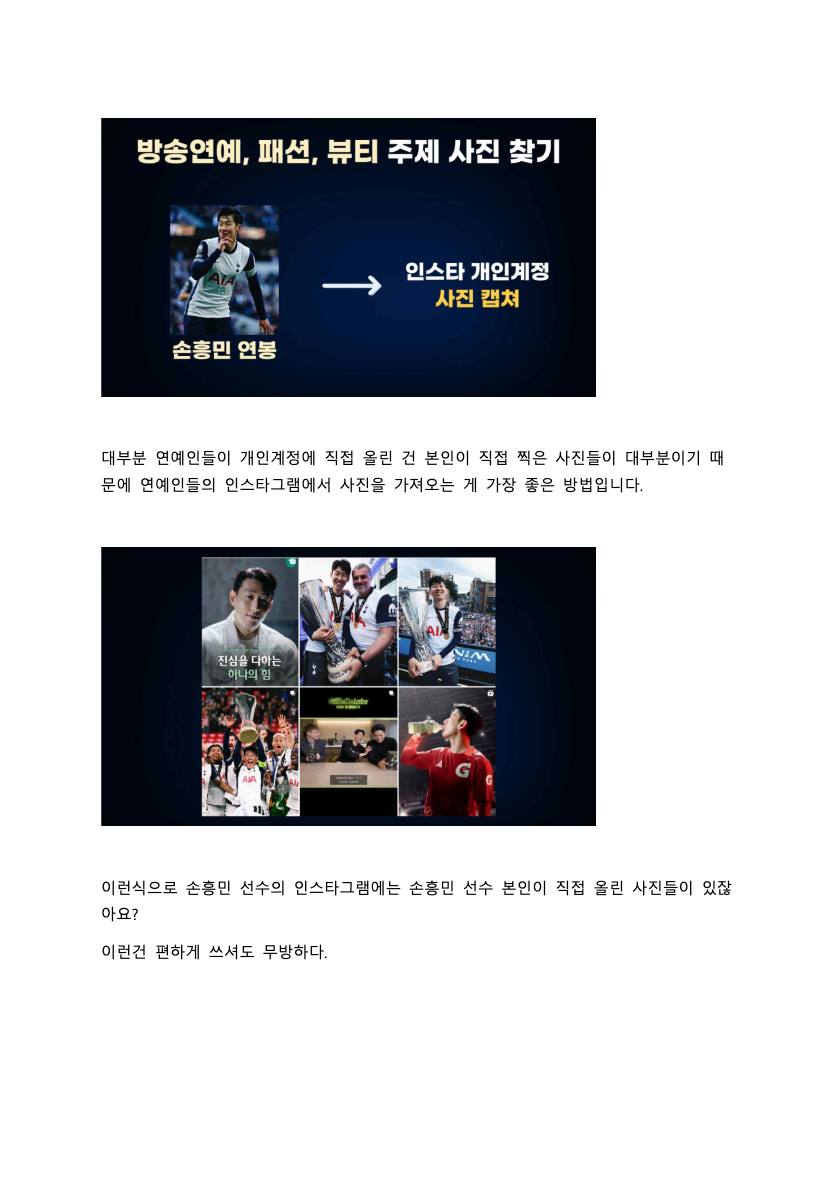 방송연예, 패션, 뷰티 주제 사진 찾기
인스타 개인계정
사진 캡쳐
손흥민 연봉
대부분 연예인들이 개인계정에 직접 올린 건 본인이 직접 찍은 사진들이 대부분이기 때
문에 연예인들의 인스타그램에서 사진을 가져오는 게 가장 좋은 방법입니다.
진심을 다하는
하나의 힘
AIA
GilletteLabs
G
이런식으로 손흥민 선수의 인스타그램에는 손흥민 선수 본인이 직접 올린 사진들이 있잖
아요?
이런건 편하게 쓰셔도 무방하다.